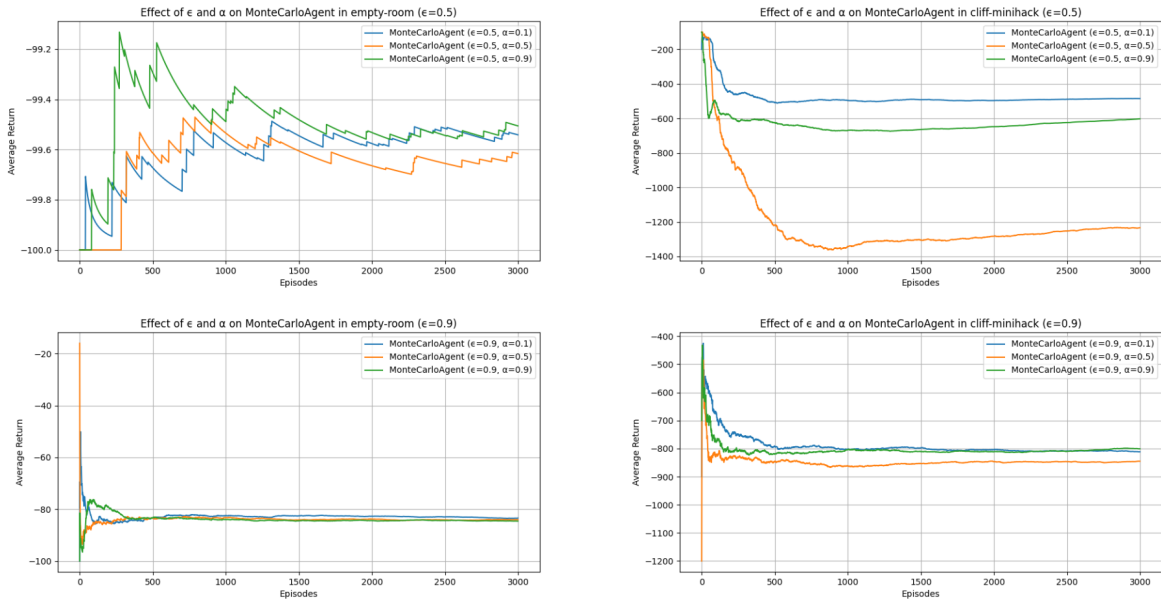 Effect of ϵ and α on MonteCarloAgent in empty-room (ϵ=0.5)
MonteCarloAgent (ϵ=0.5, α=0.1)
MonteCarloAgent (ϵ=0.5, α=0.5)
MonteCarloAgent (ϵ=0.5, α=0.9)
−99.2
−99.4
−99.6
−99.8
−100.0
Average Return
0 500 1000 1500 2000 2500 3000
Episodes
Effect of ϵ and α on MonteCarloAgent in cliff-minihack (ϵ=0.5)
MonteCarloAgent (ϵ=0.5, α=0.1)
MonteCarloAgent (ϵ=0.5, α=0.5)
MonteCarloAgent (ϵ=0.5, α=0.9)
−200
−400
−600
−800
−1000
−1200
−1400
Average Return
0 500 1000 1500 2000 2500 3000
Episodes
Effect of ϵ and α on MonteCarloAgent in empty-room (ϵ=0.9)
MonteCarloAgent (ϵ=0.9, α=0.1)
MonteCarloAgent (ϵ=0.9, α=0.5)
MonteCarloAgent (ϵ=0.9, α=0.9)
−20
−40
−60
−80
−100
Average Return
0 500 1000 1500 2000 2500 3000
Episodes
Effect of ϵ and α on MonteCarloAgent in cliff-minihack (ϵ=0.9)
MonteCarloAgent (ϵ=0.9, α=0.1)
MonteCarloAgent (ϵ=0.9, α=0.5)
MonteCarloAgent (ϵ=0.9, α=0.9)
−400
−500
−600
−700
−800
−900
−1000
−1100
−1200
Average Return
0 500 1000 1500 2000 2500 3000
Episodes